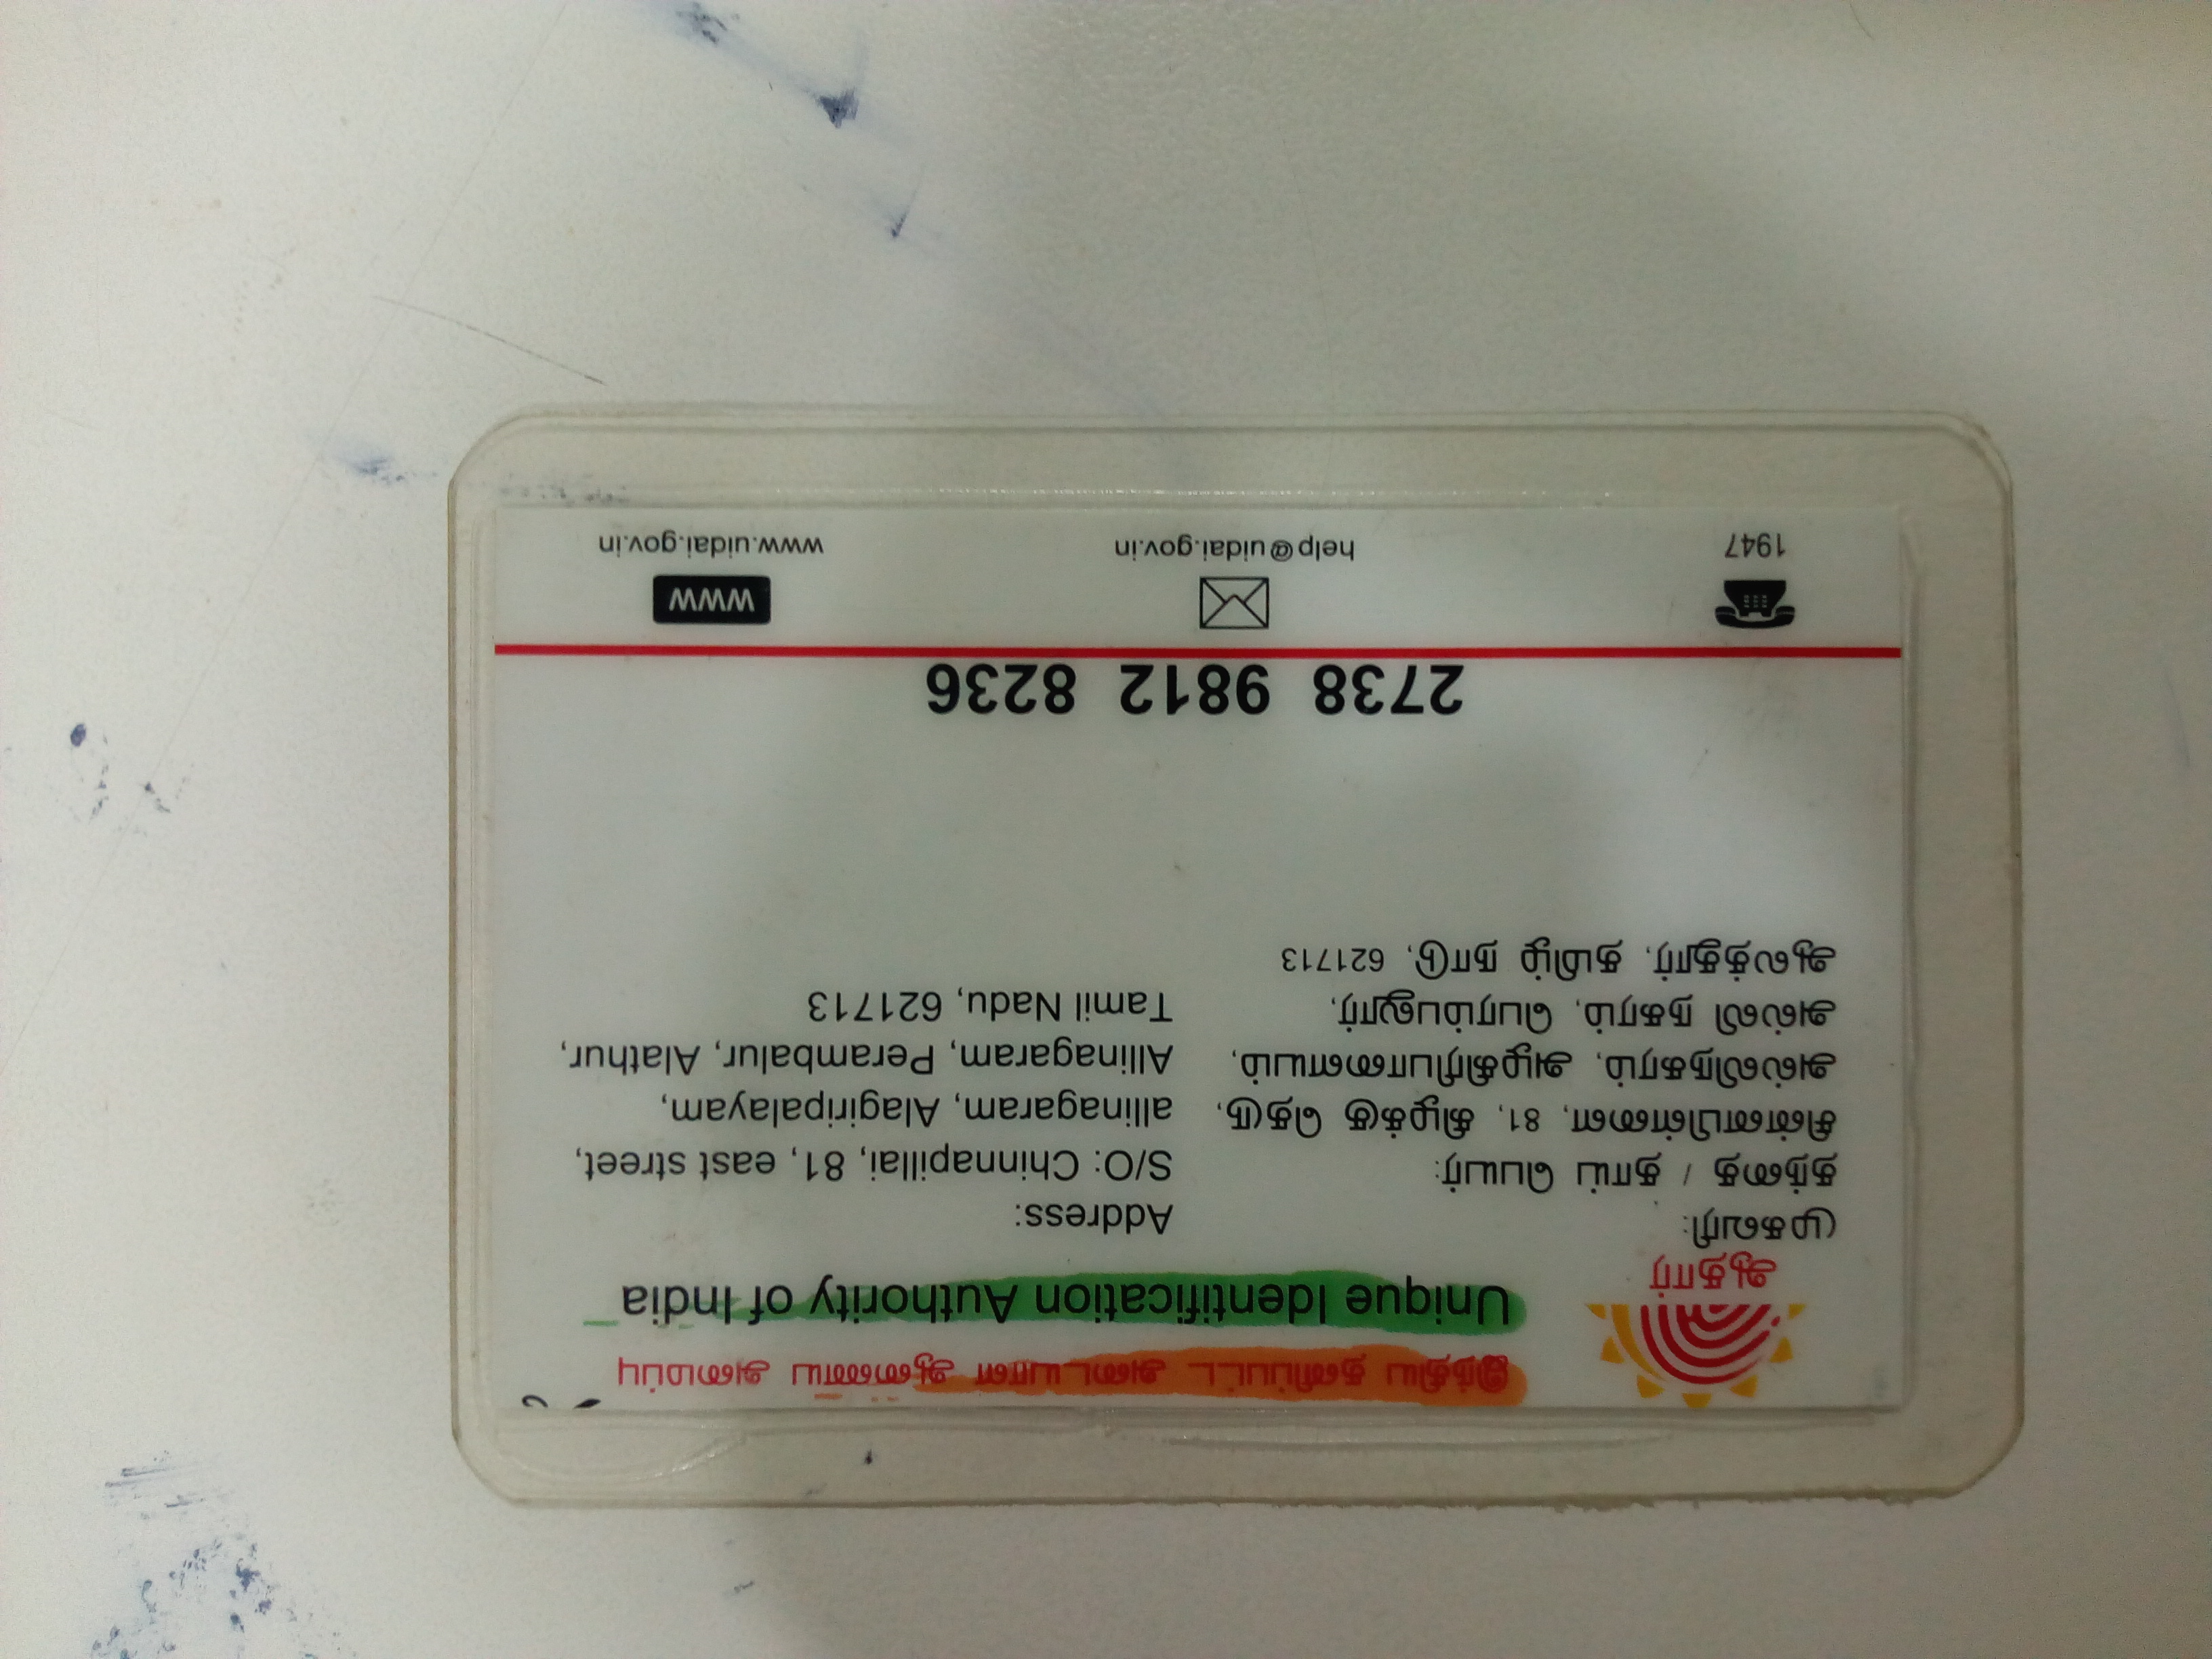 இந்திய தனிப்பட்ட அடையாள ஆணைய அமைப்பு
Unique Identification Authority of India
ஆதார்
முகவரி:
தந்தை / தாய் பெயர்:
சின்னபிள்ளை, 81, கிழக்கு தெரு,
அல்லிநகரம், அழகிரிபாளையம்,
அல்லி நகரம், பெரம்பலூர்,
ஆலத்தூர், தமிழ் நாடு, 621713
Address:
S/O: Chinnapillai, 81, east street,
allinagaram, Alagiripalayam,
Allinagaram, Perambalur, Alathur,
Tamil Nadu, 621713
2738 9812 8236
1947
help@uidai.gov.in
WWW
www.uidai.gov.in